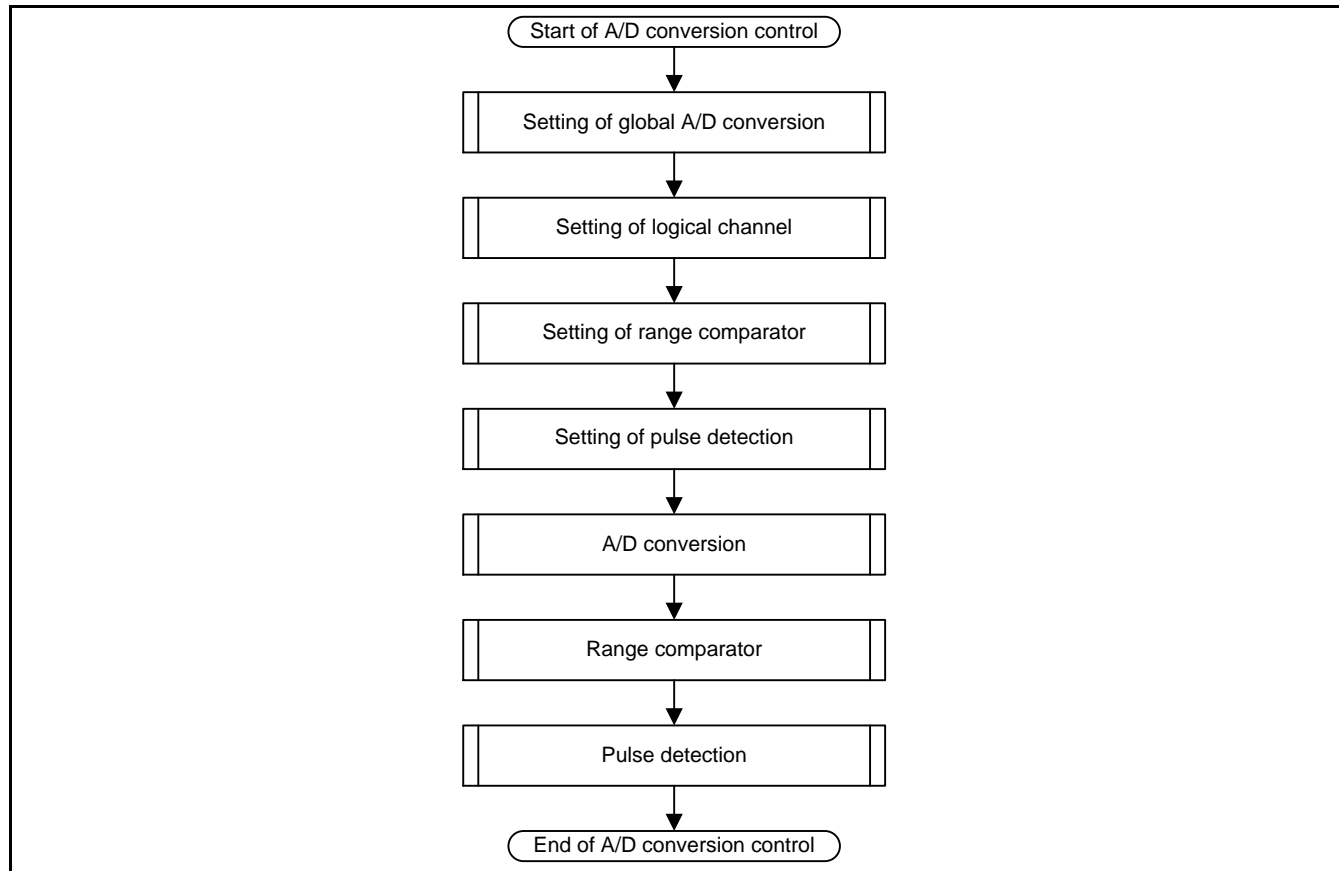 Start of A/D conversion control
Setting of global A/D conversion
Setting of logical channel
Setting of range comparator
Setting of pulse detection
A/D conversion
Range comparator
Pulse detection
End of A/D conversion control